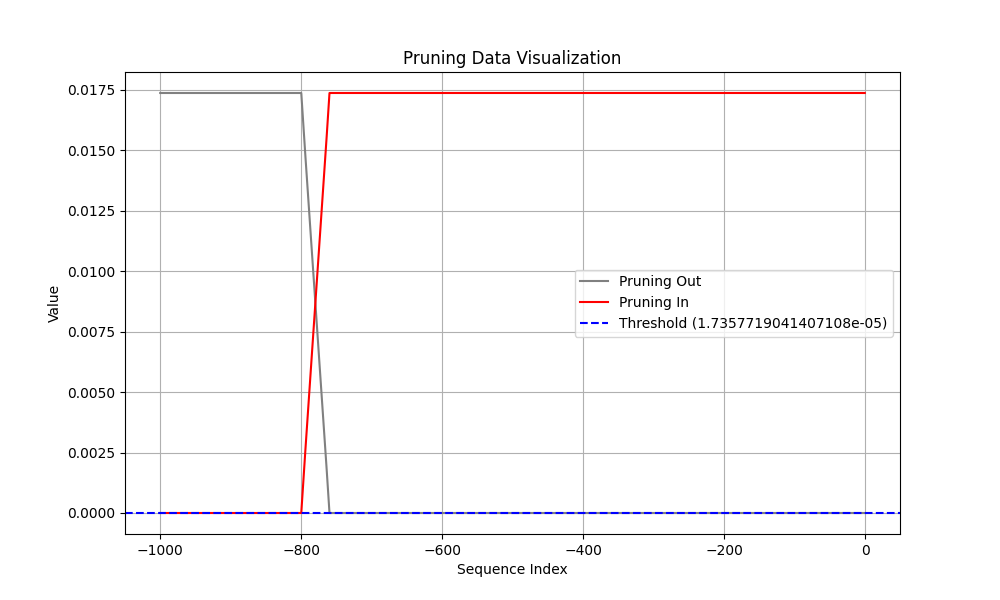 Pruning Data Visualization
0.0175
0.0150
0.0125
0.0100
0.0075
0.0050
0.0025
0.0000
Value
Pruning Out
Pruning In
Threshold (1.7357719041407108e-05)
−1000
−800
−600
−400
−200
0
Sequence Index